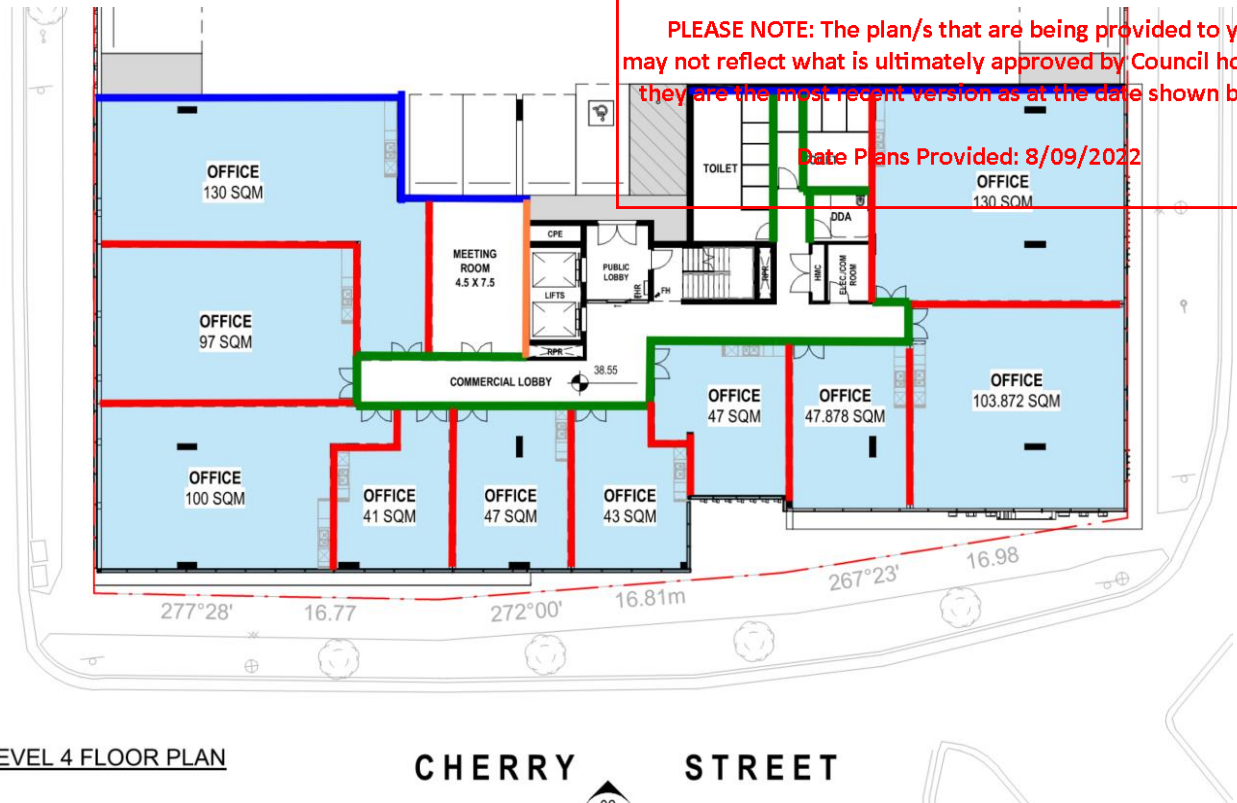 PLEASE NOTE: The plan/s that are being provided to y
may not reflect what is ultimately approved by Council ho
they are the most recent version as at the date shown b
Date Plans Provided: 8/09/2022
OFFICE
130 SQM
TOILET
OFFICE
130 SQM
DDA
CPE
MEETING
ROOM
4.5 X 7.5
PUBLIC
LOBBY
LIFTS
EHR
FH
RPR
HMC
ELEC./COM
ROOM
OFFICE
97 SQM
RPR
COMMERCIAL LOBBY
38.55
OFFICE
47 SQM
OFFICE
47.878 SQM
OFFICE
103.872 SQM
OFFICE
100 SQM
OFFICE
41 SQM
OFFICE
47 SQM
OFFICE
43 SQM
277°28'
16.77
272°00'
16.81m
267°23'
16.98
EVEL 4 FLOOR PLAN
CHERRY STREET